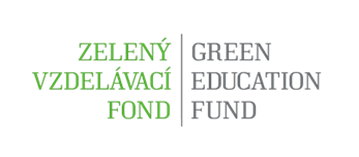 ZELENÝ
VZDELÁVACÍ
FOND
GREEN
EDUCATION
FUND